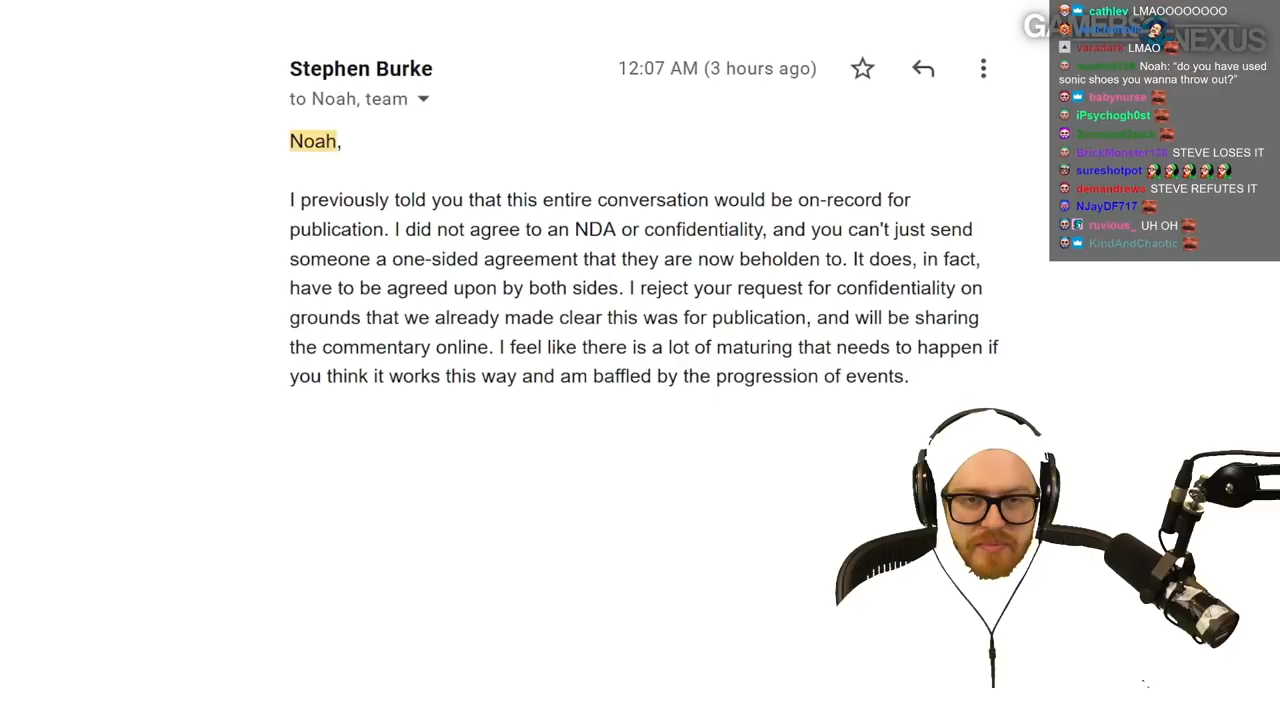 Stephen Burke
12:07 AM (3 hours ago)
to Noah, team
Noah,
I previously told you that this entire conversation would be on-record for
publication. I did not agree to an NDA or confidentiality, and you can't just send
someone a one-sided agreement that they are now beholden to. It does, in fact,
have to be agreed upon by both sides. I reject your request for confidentiality on
grounds that we already made clear this was for publication, and will be sharing
the commentary online. I feel like there is a lot of maturing that needs to happen if
you think it works this way and am baffled by the progression of events.
GAMERS
NEXUS
cathlev LMAOOOOOOOO
varadark LMAO
Noah: “do you have used
sonic shoes you wanna throw out?”
babynurse
iPsychogh0st
BrickMonster128 STEVE LOSES IT
sureshotpot
demandrews STEVE REFUTES IT
NJayDF717
ruvious_ UH OH
KindAndChaotic